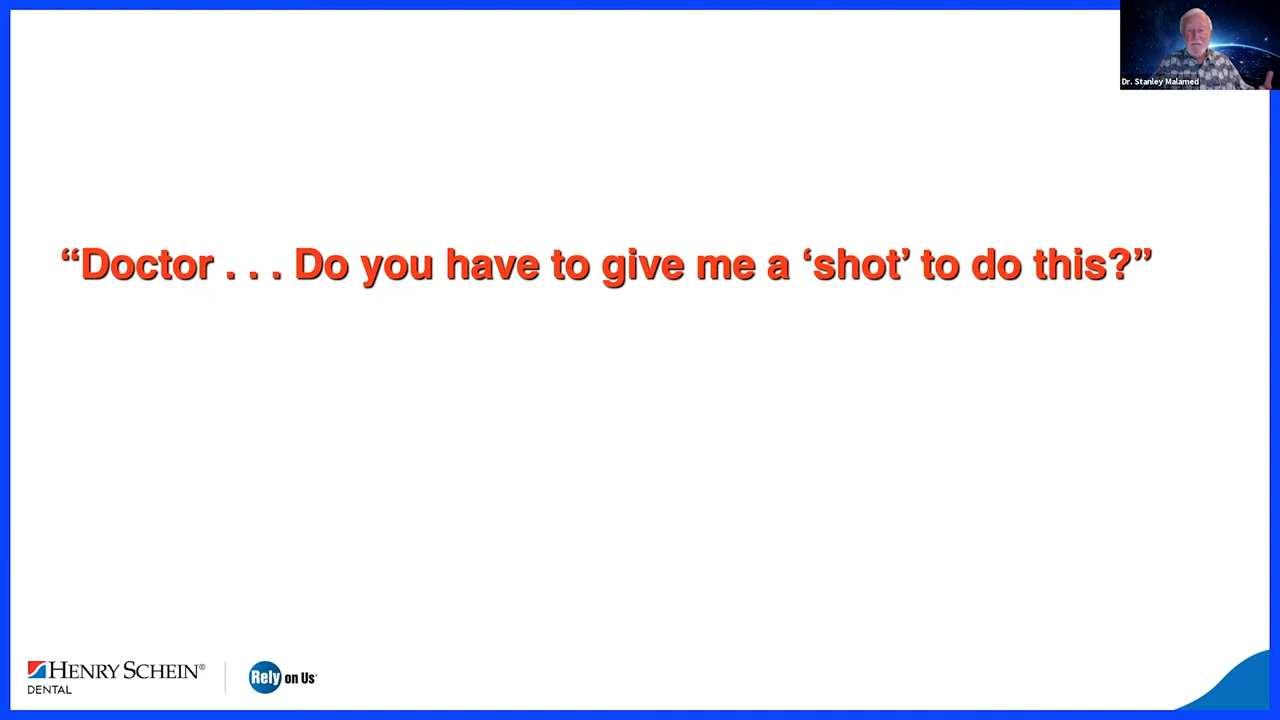 Dr. Stanley Malamed
“Doctor . . . Do you have to give me a ‘shot’ to do this?”
HENRY SCHEIN®
DENTAL
Rely on Us™